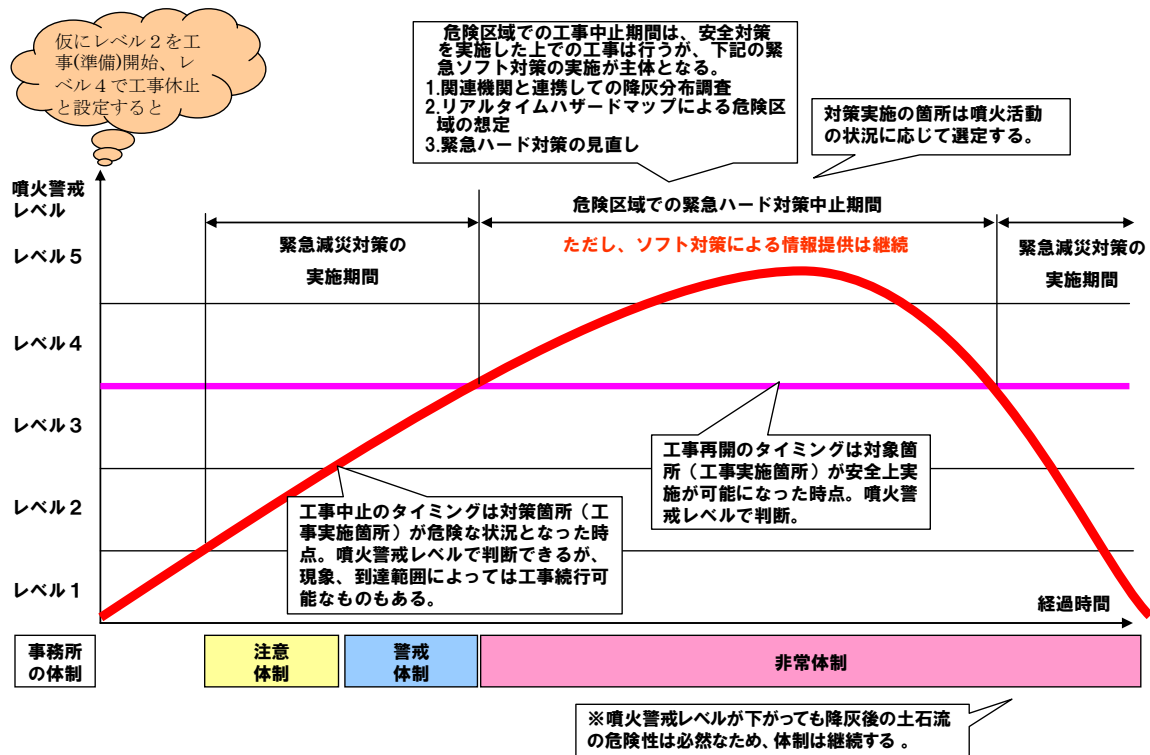 仮にレベル２を工
事(準備)開始、レ
ベル４で工事休止
と設定すると
危険区域での工事中止期間は、安全対策
を実施した上での工事は行うが、下記の緊
急ソフト対策の実施が主体となる。
1.関連機関と連携しての降灰分布調査
2.リアルタイムハザードマップによる危険区
域の想定
3.緊急ハード対策の見直し
対策実施の箇所は噴火活動
の状況に応じて選定する。
噴火警戒
レベル
危険区域での緊急ハード対策中止期間
緊急減災対策の
実施期間
ただし、ソフト対策による情報提供は継続
緊急減災対策の
実施期間
レベル５
レベル４
レベル３
レベル２
レベル１
工事再開のタイミングは対象箇
所（工事実施箇所）が安全上実
施が可能になった時点。噴火警
戒レベルで判断。
工事中止のタイミングは対策箇所（工
事実施箇所）が危険な状況となった時
点。噴火警戒レベルで判断できるが、
現象、到達範囲によっては工事続行可
能なものもある。
経過時間
事務所
の体制
注意
体制
警戒
体制
非常体制
※噴火警戒レベルが下がっても降灰後の土石流
の危険性は必然なため、体制は継続する 。